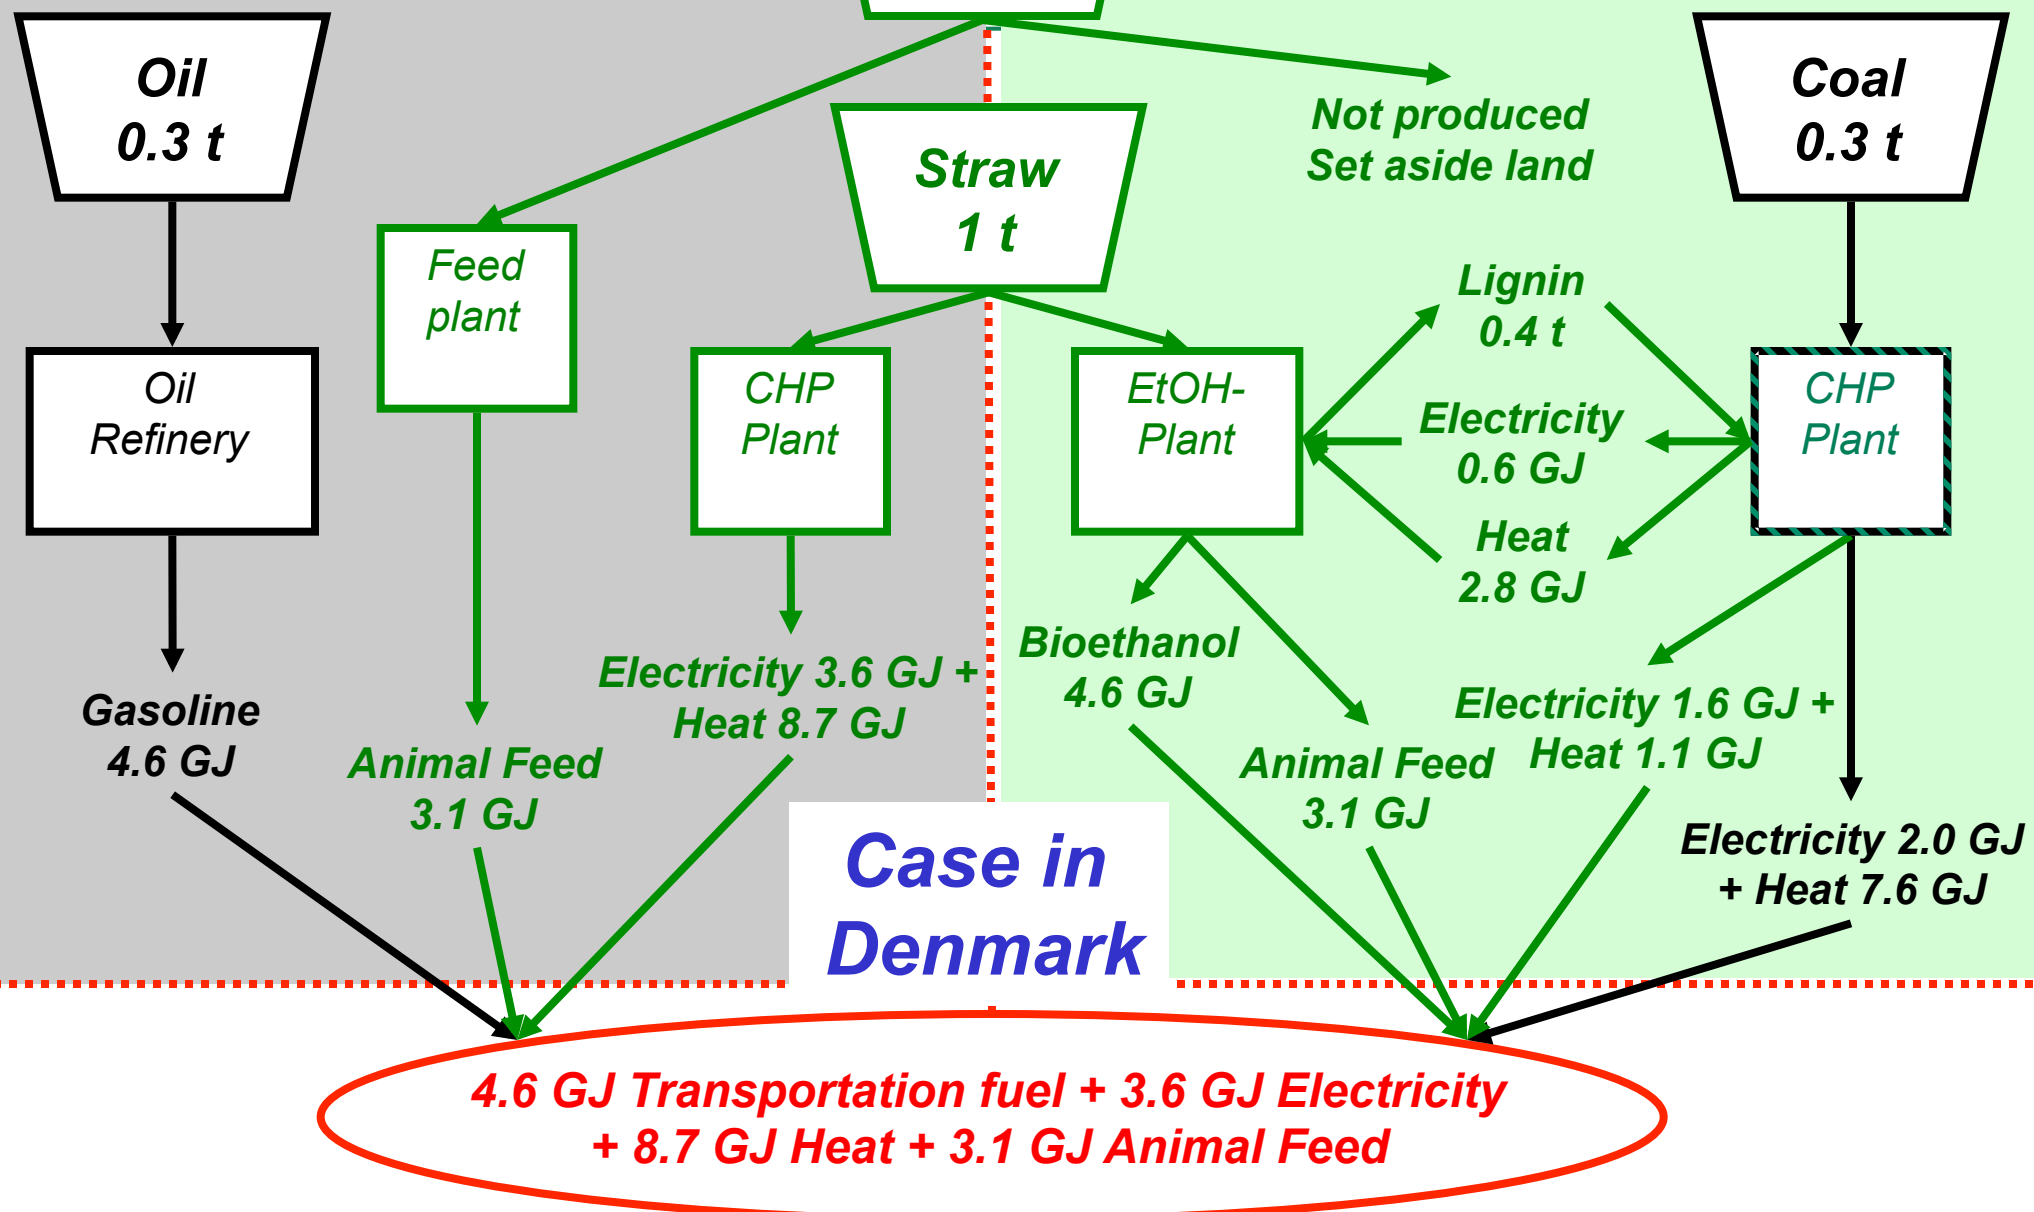 Oil
0.3 t
Straw
1 t
Not produced
Set aside land
Coal
0.3 t
Feed
plant
Lignin
0.4 t
Oil
Refinery
CHP
Plant
EtOH-
Plant
Electricity
0.6 GJ
CHP
Plant
Heat
2.8 GJ
Gasoline
4.6 GJ
Animal Feed
3.1 GJ
Electricity 3.6 GJ +
Heat 8.7 GJ
Bioethanol
4.6 GJ
Animal Feed
3.1 GJ
Electricity 1.6 GJ +
Heat 1.1 GJ
Electricity 2.0 GJ
+ Heat 7.6 GJ
Case in
Denmark
4.6 GJ Transportation fuel + 3.6 GJ Electricity
+ 8.7 GJ Heat + 3.1 GJ Animal Feed